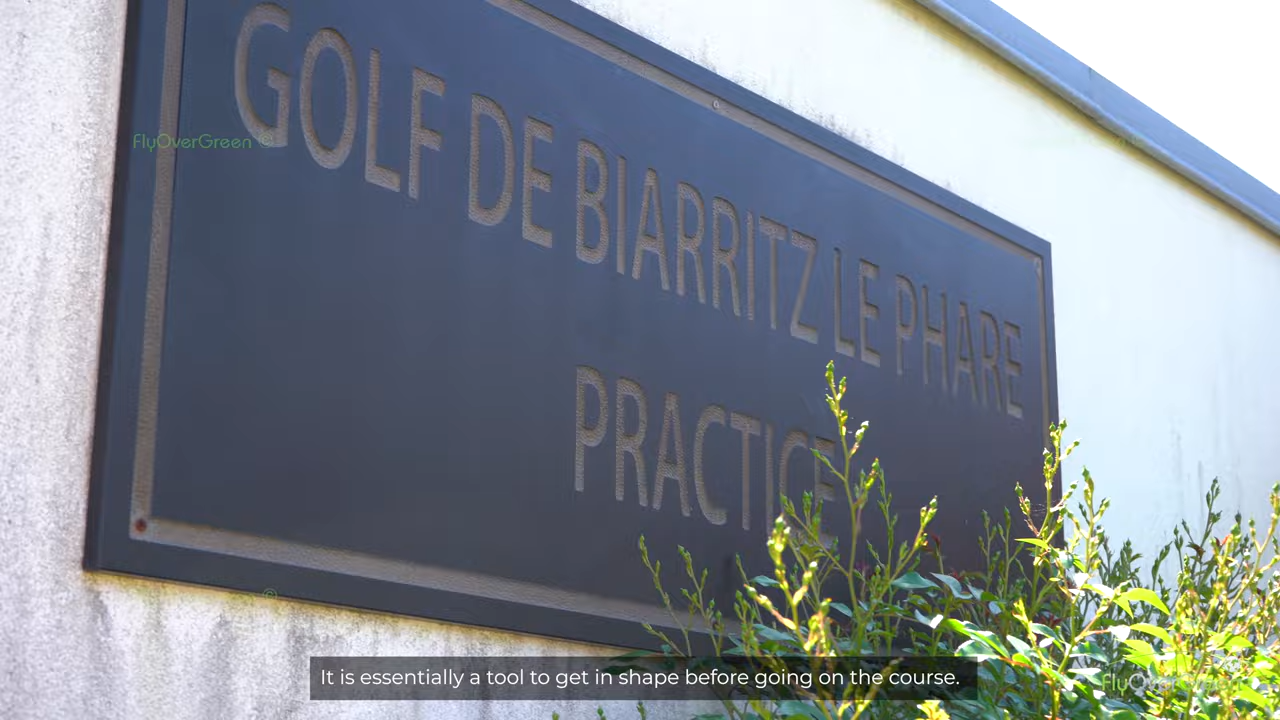 GOLF DE BIARRITZ LE PHARE
PRACTICE
FlyOverGreen ©
It is essentially a tool to get in shape before going on the course.
FlyOverGreen